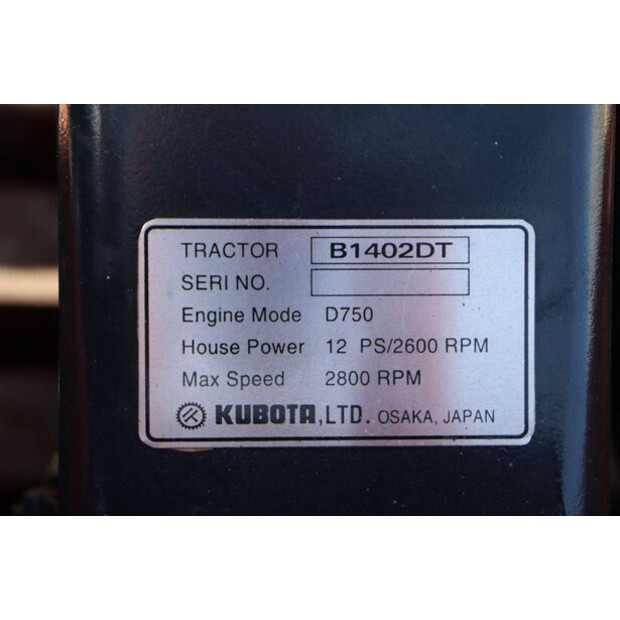 TRACTOR B1402DT
SERI NO.
Engine Mode D750
House Power 12 PS/2600 RPM
Max Speed 2800 RPM
KUBOTA,LTD. OSAKA, JAPAN